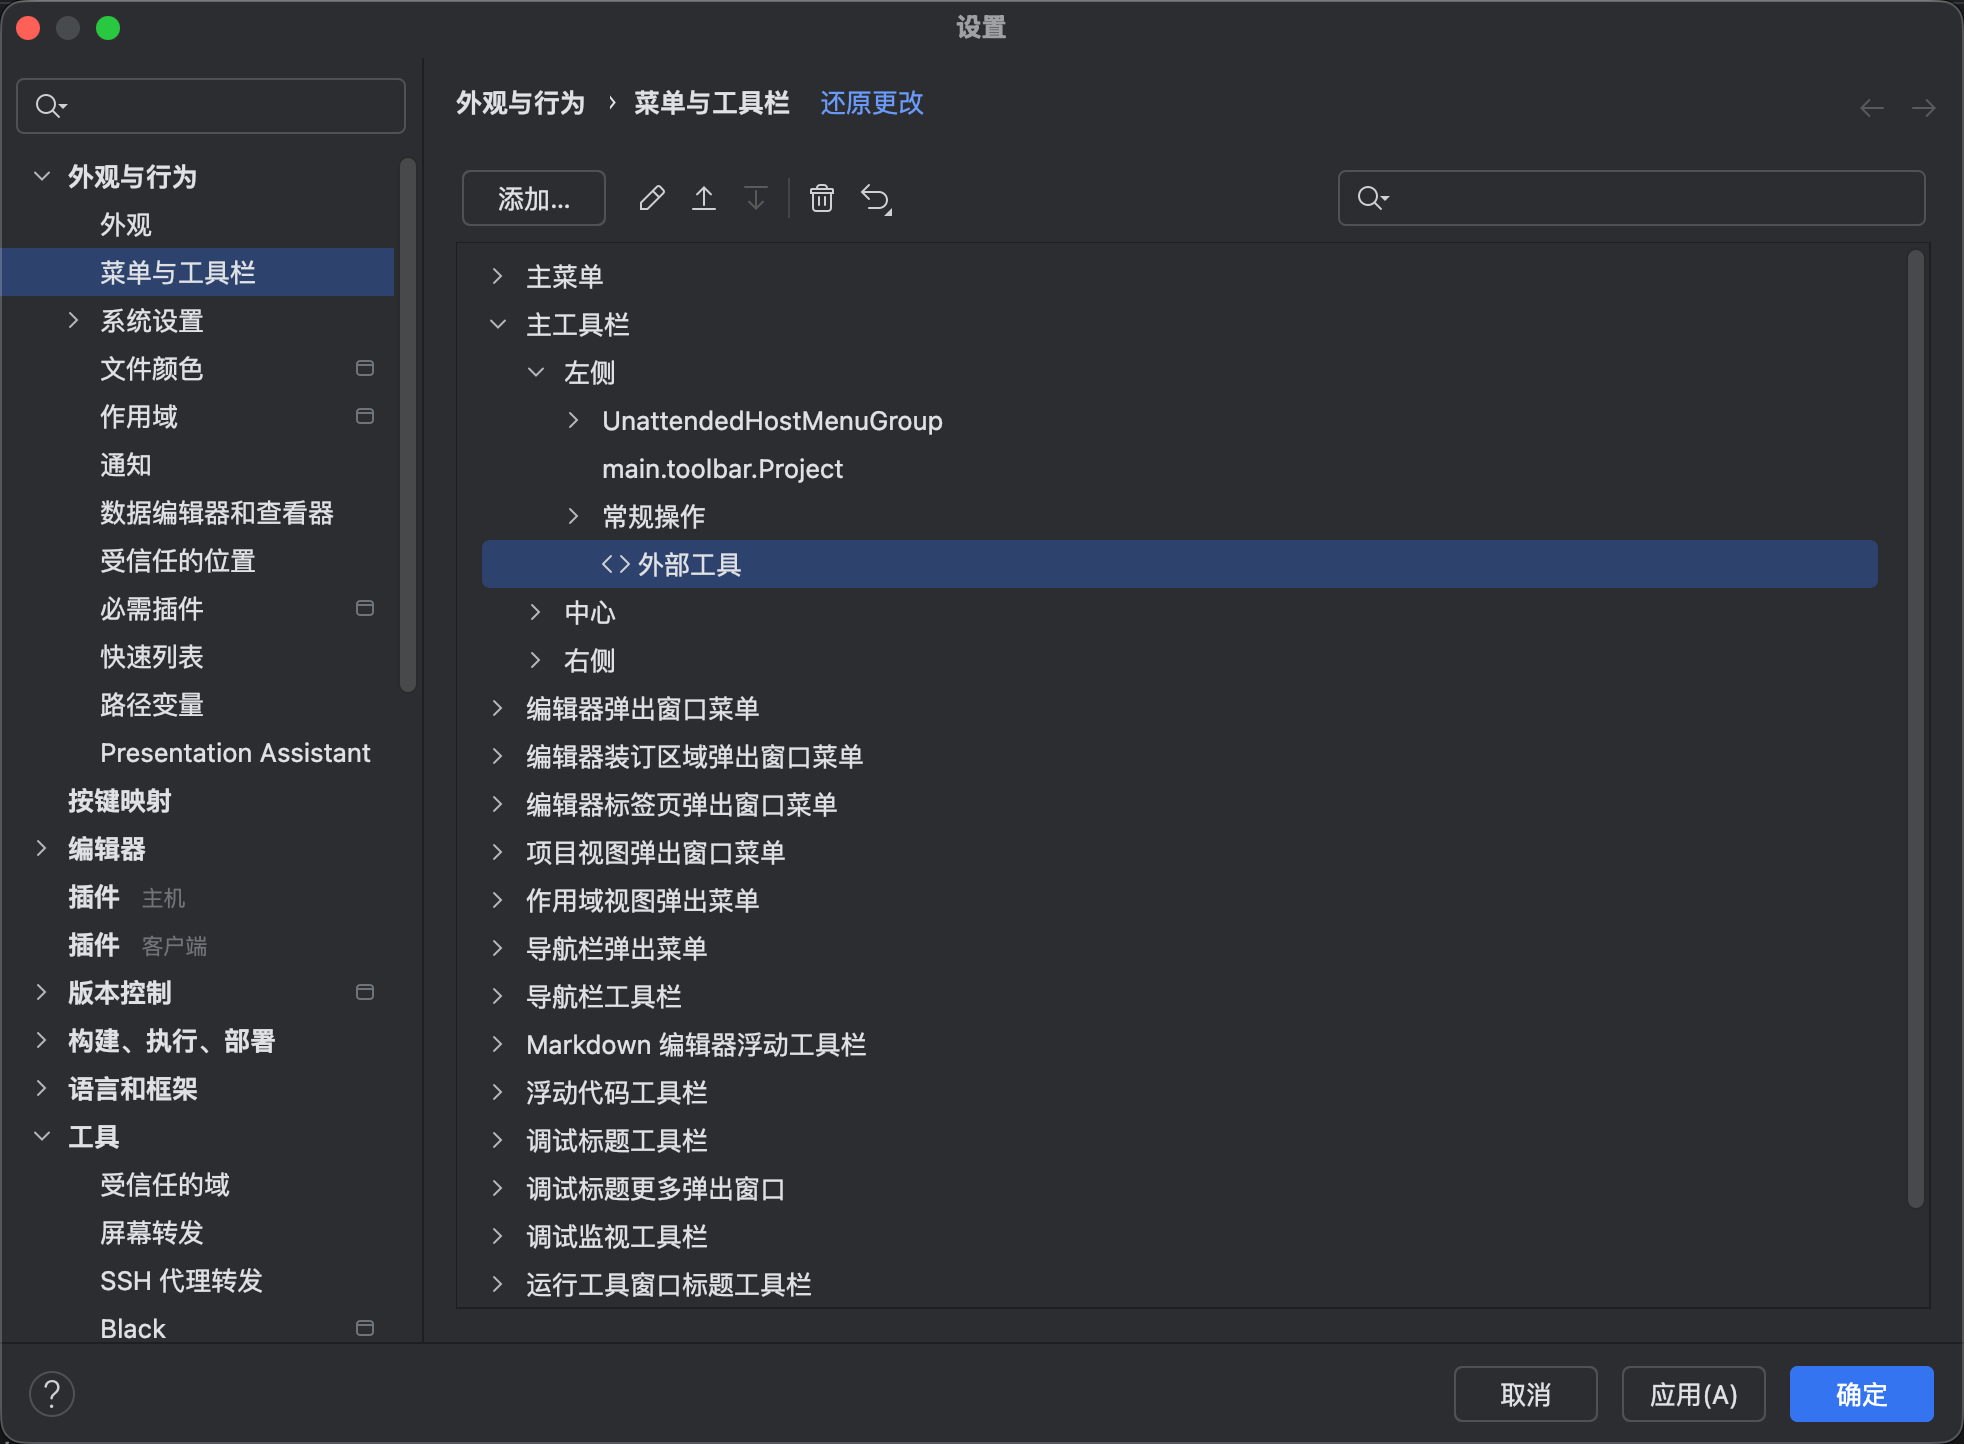 设置
外观与行为
外观
菜单与工具栏
系统设置
文件颜色
作用域
通知
数据编辑器和查看器
受信任的位置
必需插件
快速列表
路径变量
Presentation Assistant
按键映射
编辑器
插件 主机
插件 客户端
版本控制
构建、执行、部署
语言和框架
工具
受信任的域
屏幕转发
SSH 代理转发
Black
外观与行为 › 菜单与工具栏 还原更改
添加...
主菜单
主工具栏
左侧
UnattendedHostMenuGroup
main.toolbar.Project
常规操作
<> 外部工具
中心
右侧
编辑器弹出窗口菜单
编辑器装订区域弹出窗口菜单
编辑器标签页弹出窗口菜单
项目视图弹出窗口菜单
作用域视图弹出菜单
导航栏弹出菜单
导航栏工具栏
Markdown 编辑器浮动工具栏
浮动代码工具栏
调试标题工具栏
调试标题更多弹出窗口
调试监视工具栏
运行工具窗口标题工具栏
?
取消 应用(A) 确定